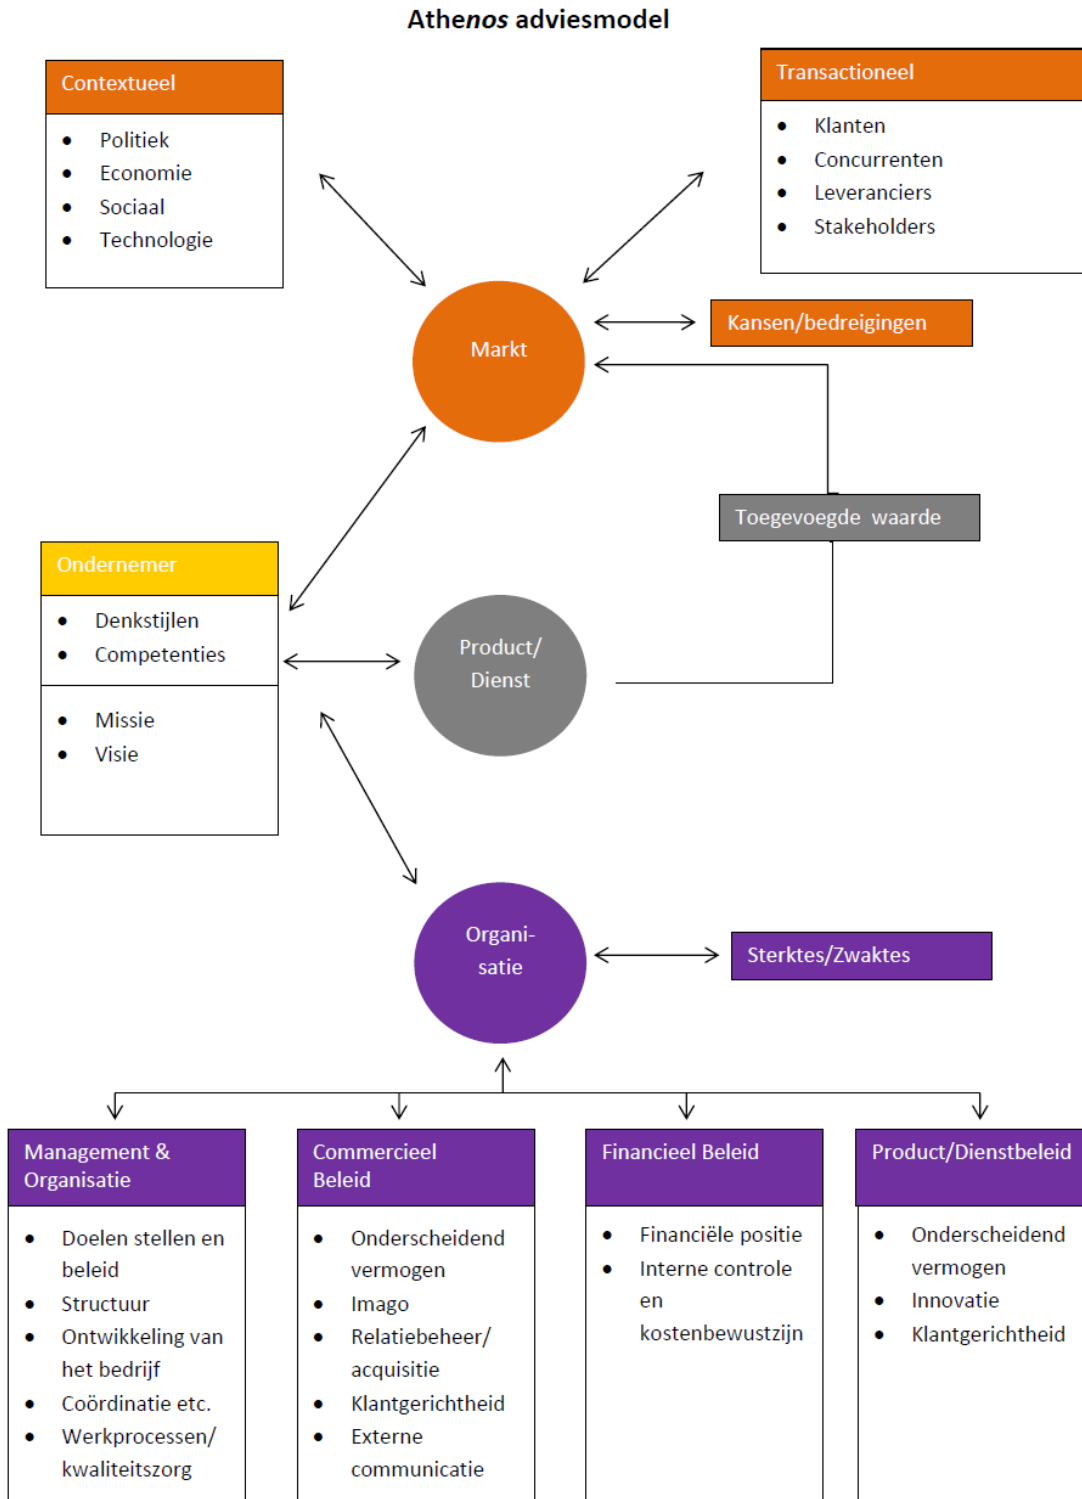 Athenos adviesmodel
Contextueel
Politiek
Economie
Sociaal
Technologie
Transactioneel
Klanten
Concurrenten
Leveranciers
Stakeholders
Markt
Kansen/bedreigingen
Toegevoegde waarde
Ondernemer
Denkstijlen
Competenties
Missie
Visie
Product/
Dienst
Organi-
satie
Sterktes/Zwaktes
Management &
Organisatie
Doelen stellen en
beleid
Structuur
Ontwikkeling van
het bedrijf
Coördinatie etc.
Werkprocessen/
kwaliteitszorg
Commercieel
Beleid
Onderscheidend
vermogen
Imago
Relatiebeheer/
acquisitie
Klantgerichtheid
Externe
communicatie
Financieel Beleid
Financiële positie
Interne controle
en
kostenbewustzijn
Product/Dienstbeleid
Onderscheidend
vermogen
Innovatie
Klantgerichtheid